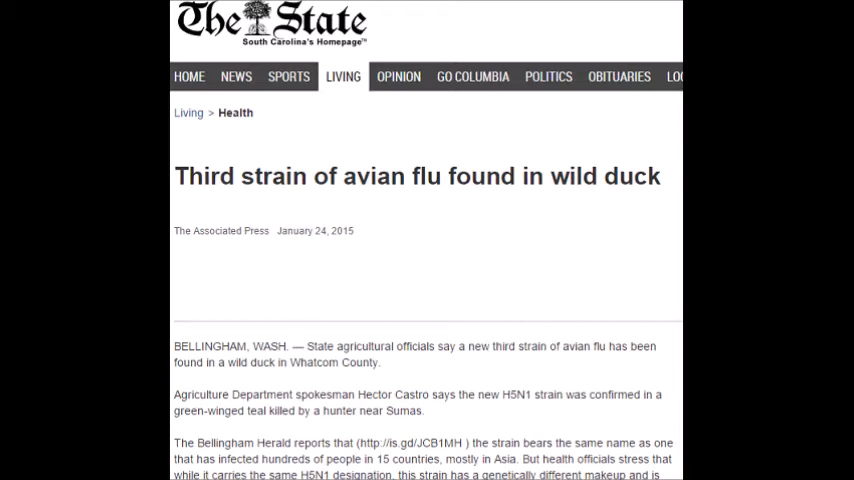 The State
South Carolina's Homepage™
HOME NEWS SPORTS LIVING OPINION GO COLUMBIA POLITICS OBITUARIES LO
Living > Health
Third strain of avian flu found in wild duck
The Associated Press January 24, 2015
BELLINGHAM, WASH. — State agricultural officials say a new third strain of avian flu has been
found in a wild duck in Whatcom County.
Agriculture Department spokesman Hector Castro says the new H5N1 strain was confirmed in a
green-winged teal killed by a hunter near Sumas.
The Bellingham Herald reports that (http://is.gd/JCB1MH ) the strain bears the same name as one
that has infected hundreds of people in 15 countries, mostly in Asia. But health officials stress that
while it carries the same H5N1 designation, this strain has a genetically different makeup and is